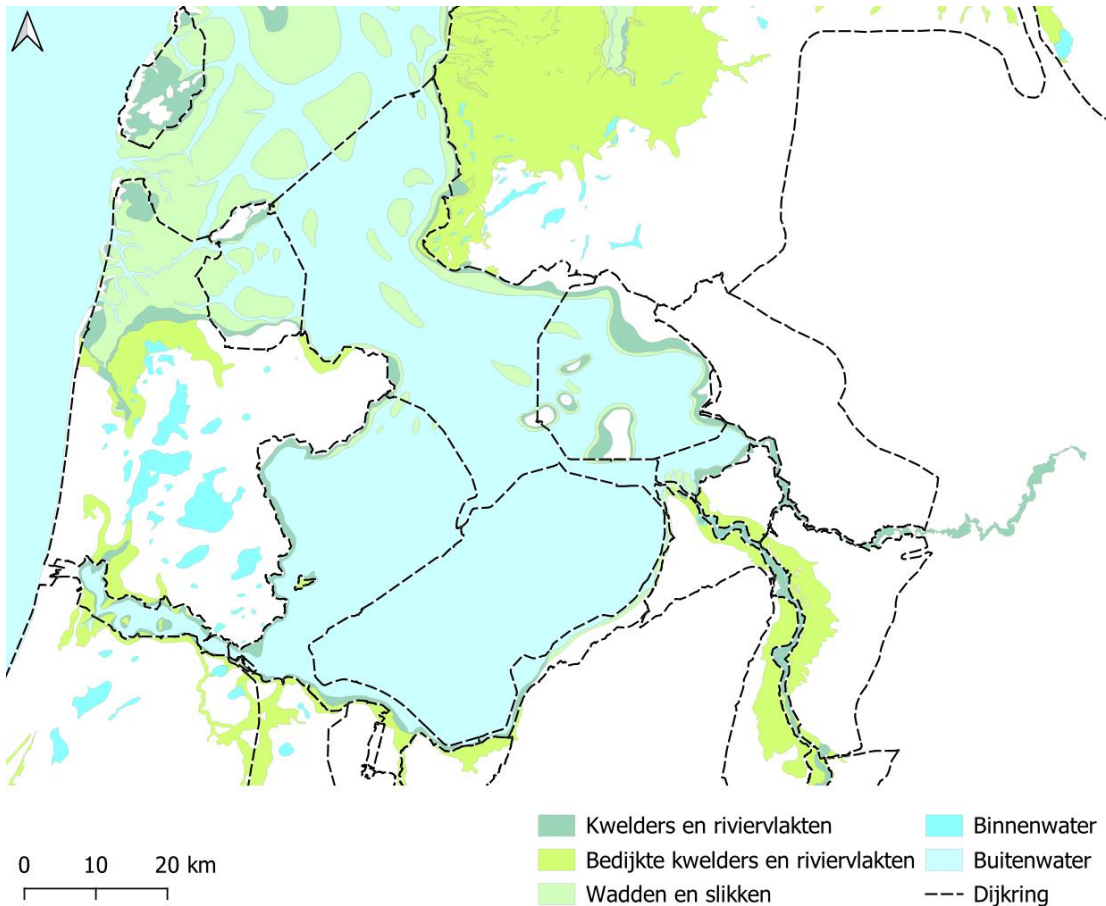 0 10 20 km
Kwelders en riviervlakten
Bedijkte kwelders en riviervlakten
Wadden en slikken
Binnenwater
Buitenwater
Dijkring